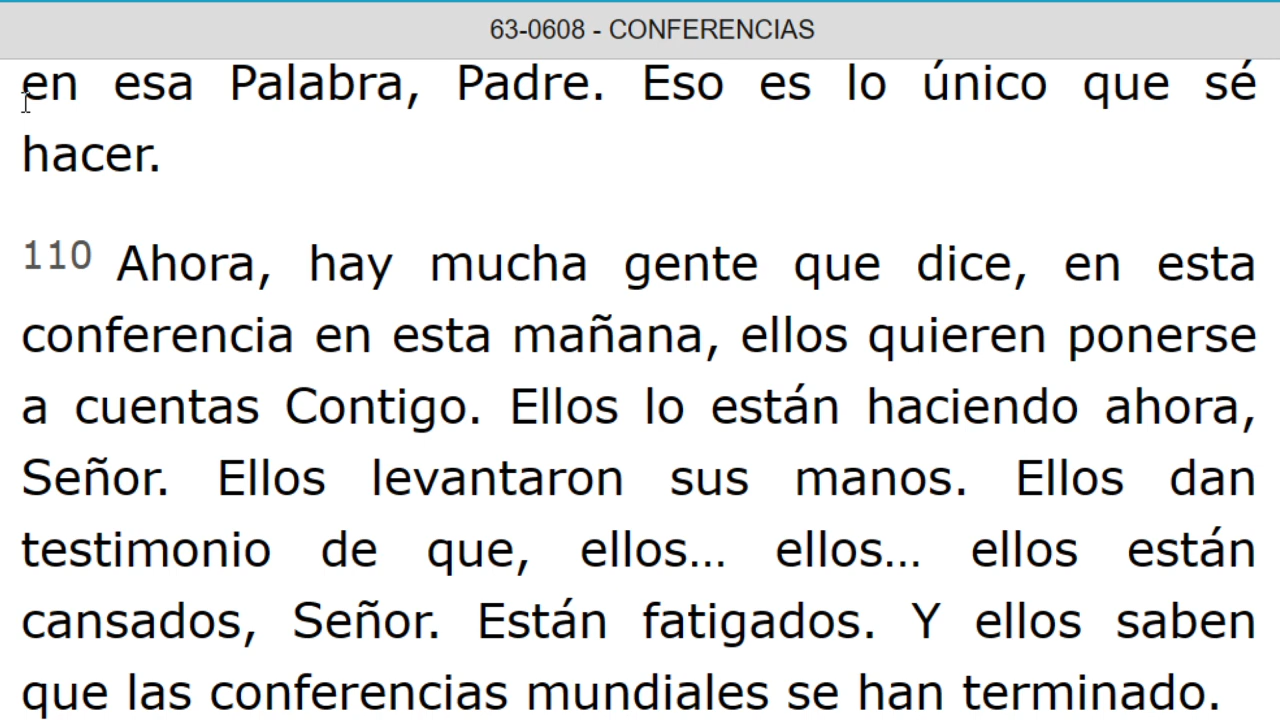 63-0608 - CONFERENCIAS
en esa Palabra, Padre. Eso es lo único que sé
hacer.
110 Ahora, hay mucha gente que dice, en esta
conferencia en esta mañana, ellos quieren ponerse
a cuentas Contigo. Ellos lo están haciendo ahora,
Señor. Ellos levantaron sus manos. Ellos dan
testimonio de que, ellos… ellos… ellos están
cansados, Señor. Están fatigados. Y ellos saben
que las conferencias mundiales se han terminado.